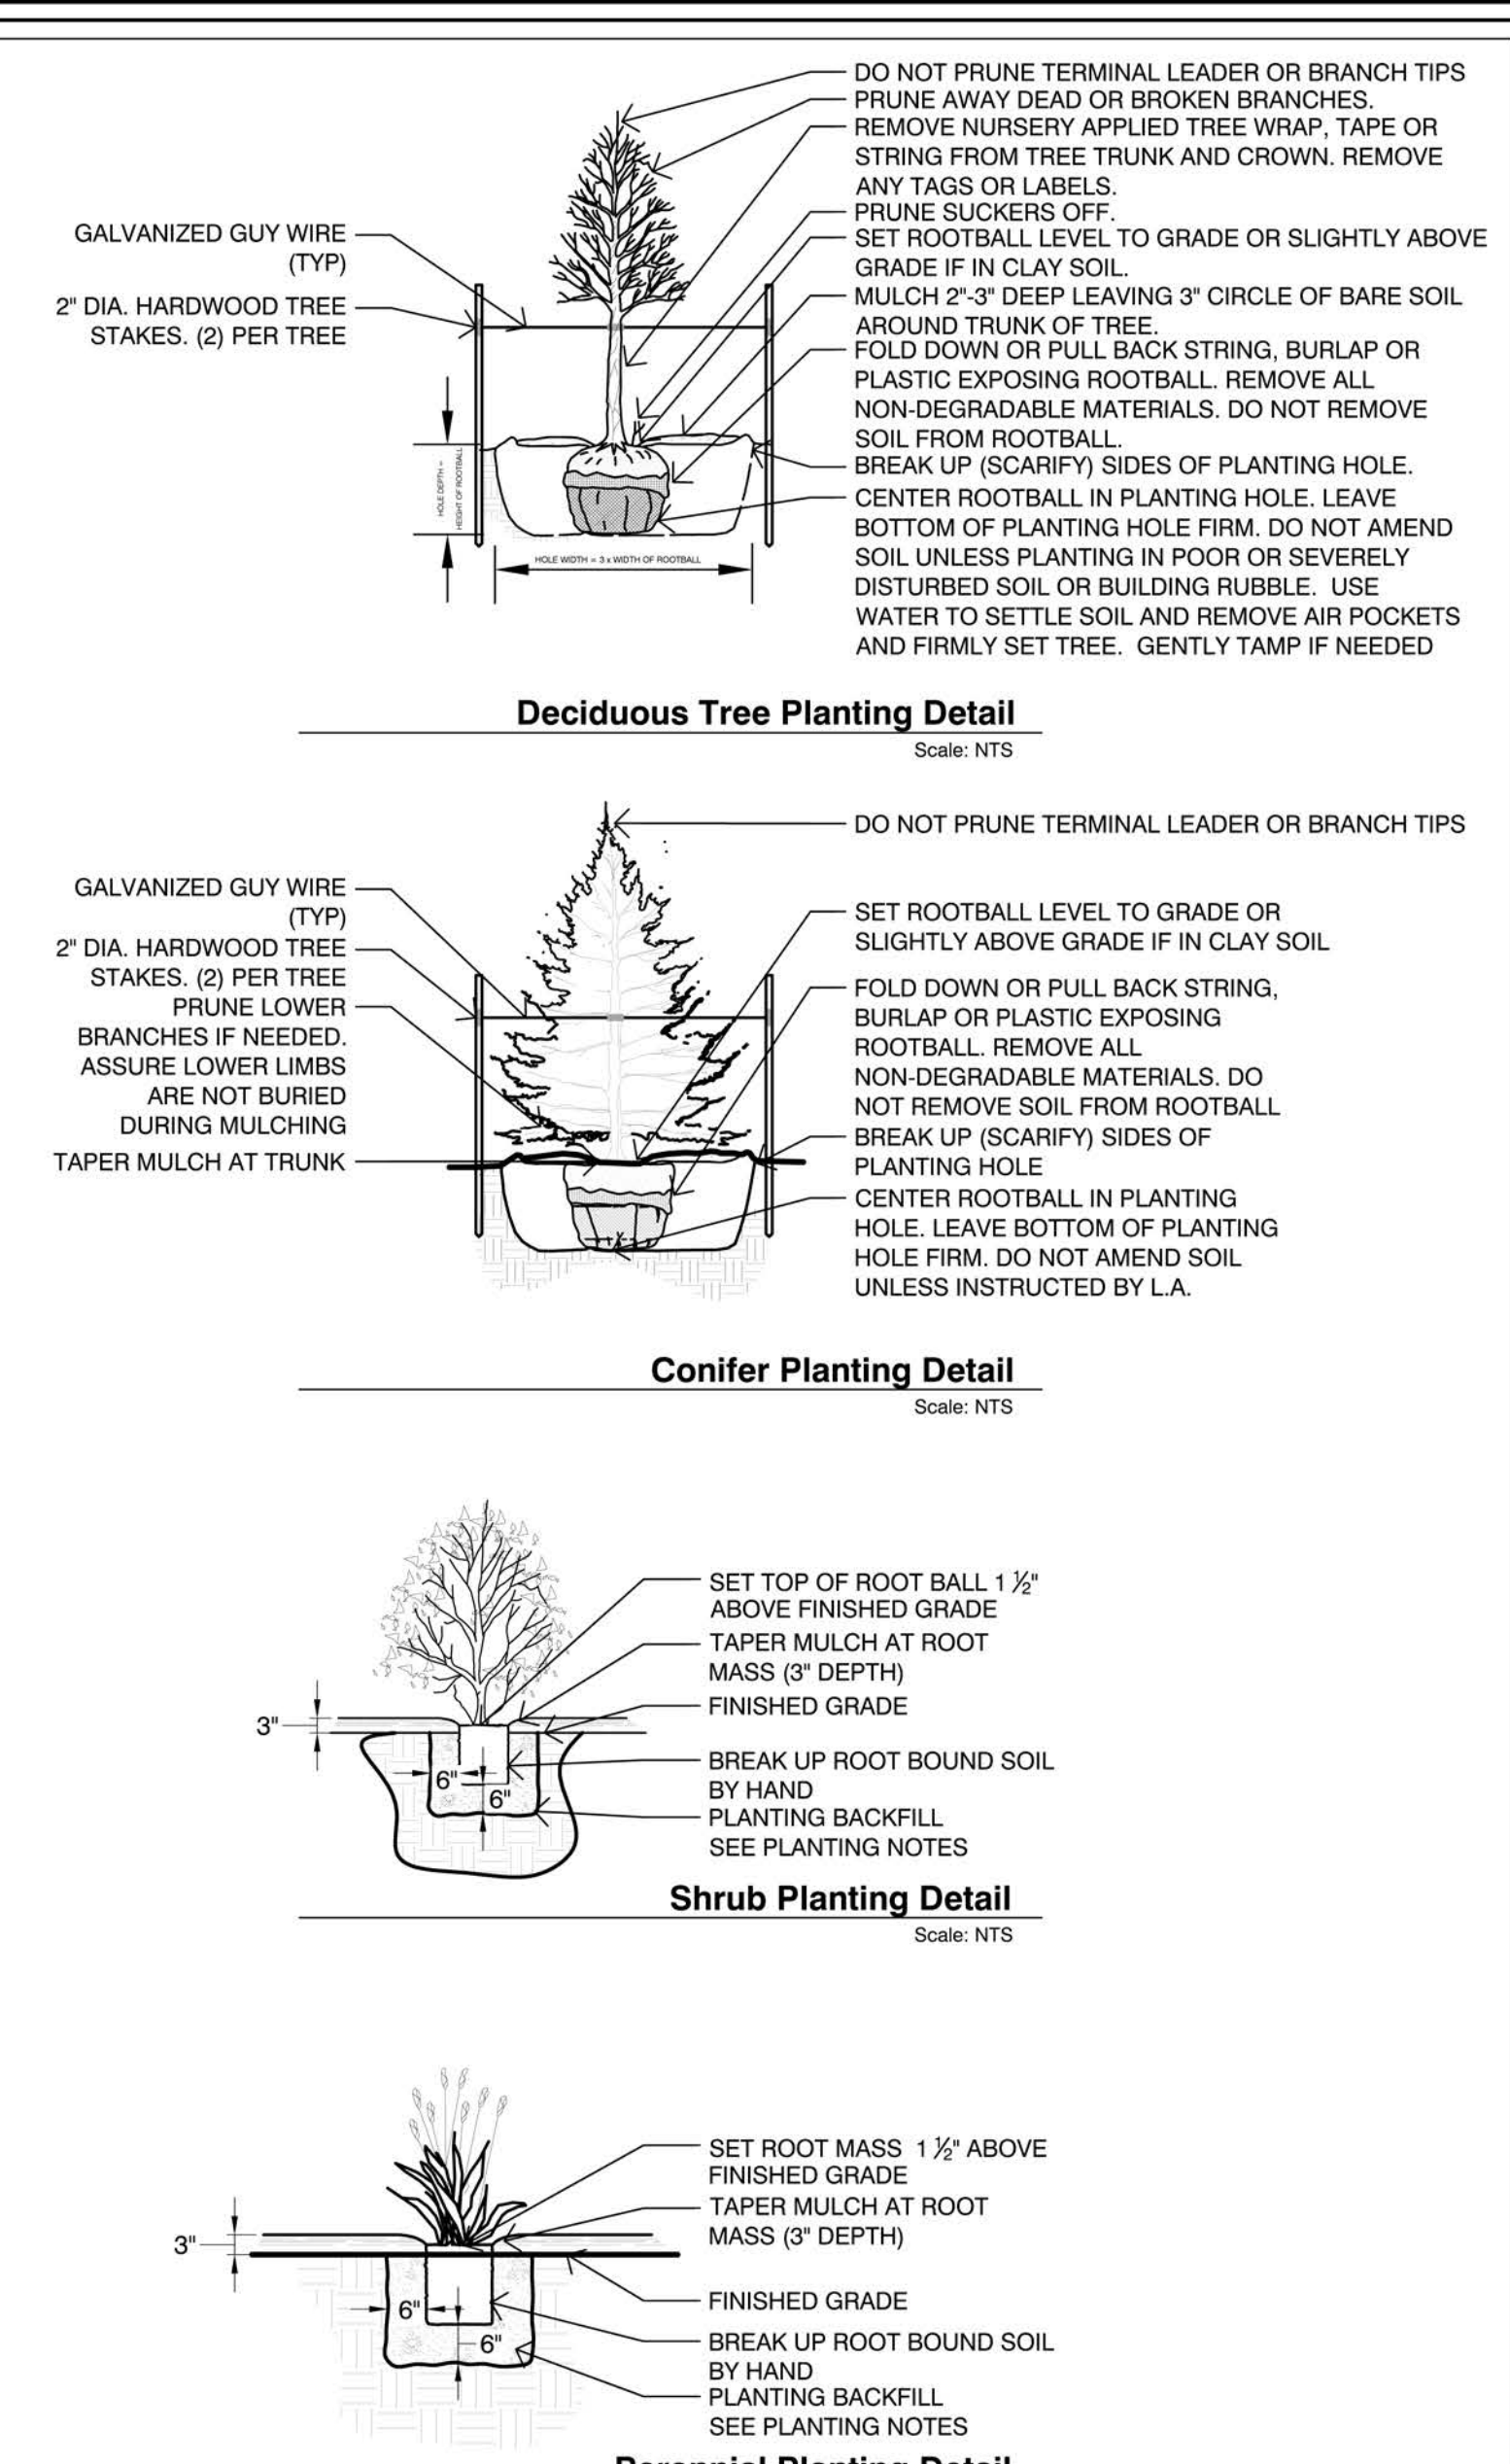 DO NOT PRUNE TERMINAL LEADER OR BRANCH TIPS
PRUNE AWAY DEAD OR BROKEN BRANCHES.
REMOVE NURSERY APPLIED TREE WRAP, TAPE OR
STRING FROM TREE TRUNK AND CROWN. REMOVE
ANY TAGS OR LABELS.
PRUNE SUCKERS OFF.
SET ROOTBALL LEVEL TO GRADE OR SLIGHTLY ABOVE
GRADE IF IN CLAY SOIL.
MULCH 2"-3" DEEP LEAVING 3" CIRCLE OF BARE SOIL
AROUND TRUNK OF TREE.
FOLD DOWN OR PULL BACK STRING, BURLAP OR
PLASTIC EXPOSING ROOTBALL. REMOVE ALL
NON-DEGRADABLE MATERIALS. DO NOT REMOVE
SOIL FROM ROOTBALL.
BREAK UP (SCARIFY) SIDES OF PLANTING HOLE.
CENTER ROOTBALL IN PLANTING HOLE. LEAVE
BOTTOM OF PLANTING HOLE FIRM. DO NOT AMEND
SOIL UNLESS PLANTING IN POOR OR SEVERELY
DISTURBED SOIL OR BUILDING RUBBLE. USE
WATER TO SETTLE SOIL AND REMOVE AIR POCKETS
AND FIRMLY SET TREE. GENTLY TAMP IF NEEDED
GALVANIZED GUY WIRE
(TYP)
2" DIA. HARDWOOD TREE
STAKES. (2) PER TREE
HOLE DEPTH =
HEIGHT OF ROOTBALL
HOLE WIDTH = 3 x WIDTH OF ROOTBALL
Deciduous Tree Planting Detail
Scale: NTS
DO NOT PRUNE TERMINAL LEADER OR BRANCH TIPS
GALVANIZED GUY WIRE
(TYP)
2" DIA. HARDWOOD TREE
STAKES. (2) PER TREE
PRUNE LOWER
BRANCHES IF NEEDED.
ASSURE LOWER LIMBS
ARE NOT BURIED
DURING MULCHING
TAPER MULCH AT TRUNK
SET ROOTBALL LEVEL TO GRADE OR
SLIGHTLY ABOVE GRADE IF IN CLAY SOIL
FOLD DOWN OR PULL BACK STRING,
BURLAP OR PLASTIC EXPOSING
ROOTBALL. REMOVE ALL
NON-DEGRADABLE MATERIALS. DO
NOT REMOVE SOIL FROM ROOTBALL
BREAK UP (SCARIFY) SIDES OF
PLANTING HOLE
CENTER ROOTBALL IN PLANTING
HOLE. LEAVE BOTTOM OF PLANTING
HOLE FIRM. DO NOT AMEND SOIL
UNLESS INSTRUCTED BY L.A.
Conifer Planting Detail
Scale: NTS
SET TOP OF ROOT BALL 1 ½"
ABOVE FINISHED GRADE
TAPER MULCH AT ROOT
MASS (3" DEPTH)
FINISHED GRADE
BREAK UP ROOT BOUND SOIL
BY HAND
PLANTING BACKFILL
SEE PLANTING NOTES
3"
6"
6"
Shrub Planting Detail
Scale: NTS
SET ROOT MASS 1 ½" ABOVE
FINISHED GRADE
TAPER MULCH AT ROOT
MASS (3" DEPTH)
FINISHED GRADE
BREAK UP ROOT BOUND SOIL
BY HAND
PLANTING BACKFILL
SEE PLANTING NOTES
3"
6"
6"
Perennial Planting Detail